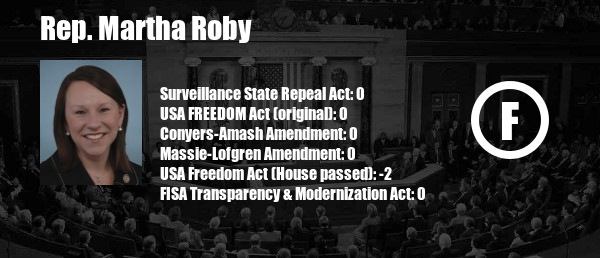 Rep. Martha Roby
Surveillance State Repeal Act: 0
USA FREEDOM Act (original): 0
Conyers-Amash Amendment: 0
Massie-Lofgren Amendment: 0
USA Freedom Act (House passed): -2
FISA Transparency & Modernization Act: 0
F